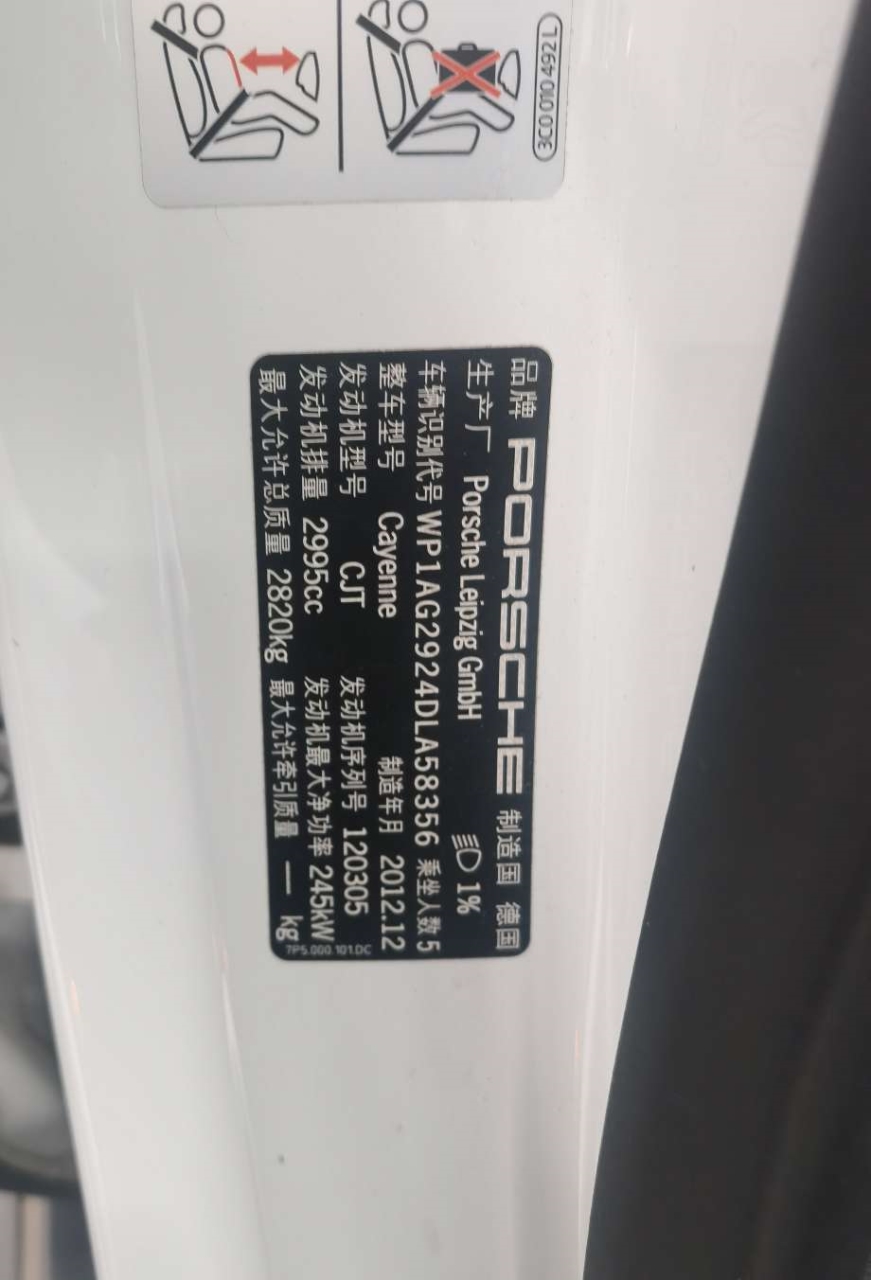 3C0 010 492 L
品牌 PORSCHE 制造国 德国
生产厂 Porsche Leipzig GmbH 1%
车辆识别代号 WP1AG2924DLA58356 乘坐人数 5
整车型号 Cayenne 制造年月 2012.12
发动机型号 CJT 发动机序列号 120305
发动机排量 2995cc 发动机最大净功率 245kW
最大允许总质量 2820kg 最大允许牵引质量 — kg
7P5.000.101.DC